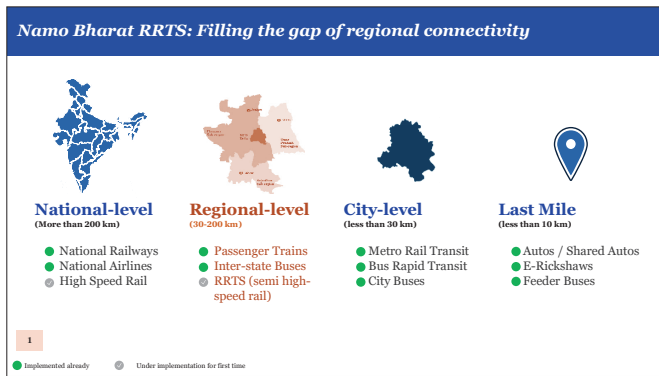 Namo Bharat RRTS: Filling the gap of regional connectivity
National-level
(More than 200 km)
National Railways
National Airlines
High Speed Rail
Regional-level
(30-200 km)
Passenger Trains
Inter-state Buses
RRTS (semi high-
speed rail)
City-level
(less than 30 km)
Metro Rail Transit
Bus Rapid Transit
City Buses
Last Mile
(less than 10 km)
Autos / Shared Autos
E-Rickshaws
Feeder Buses
1
Implemented already
Under implementation for first time